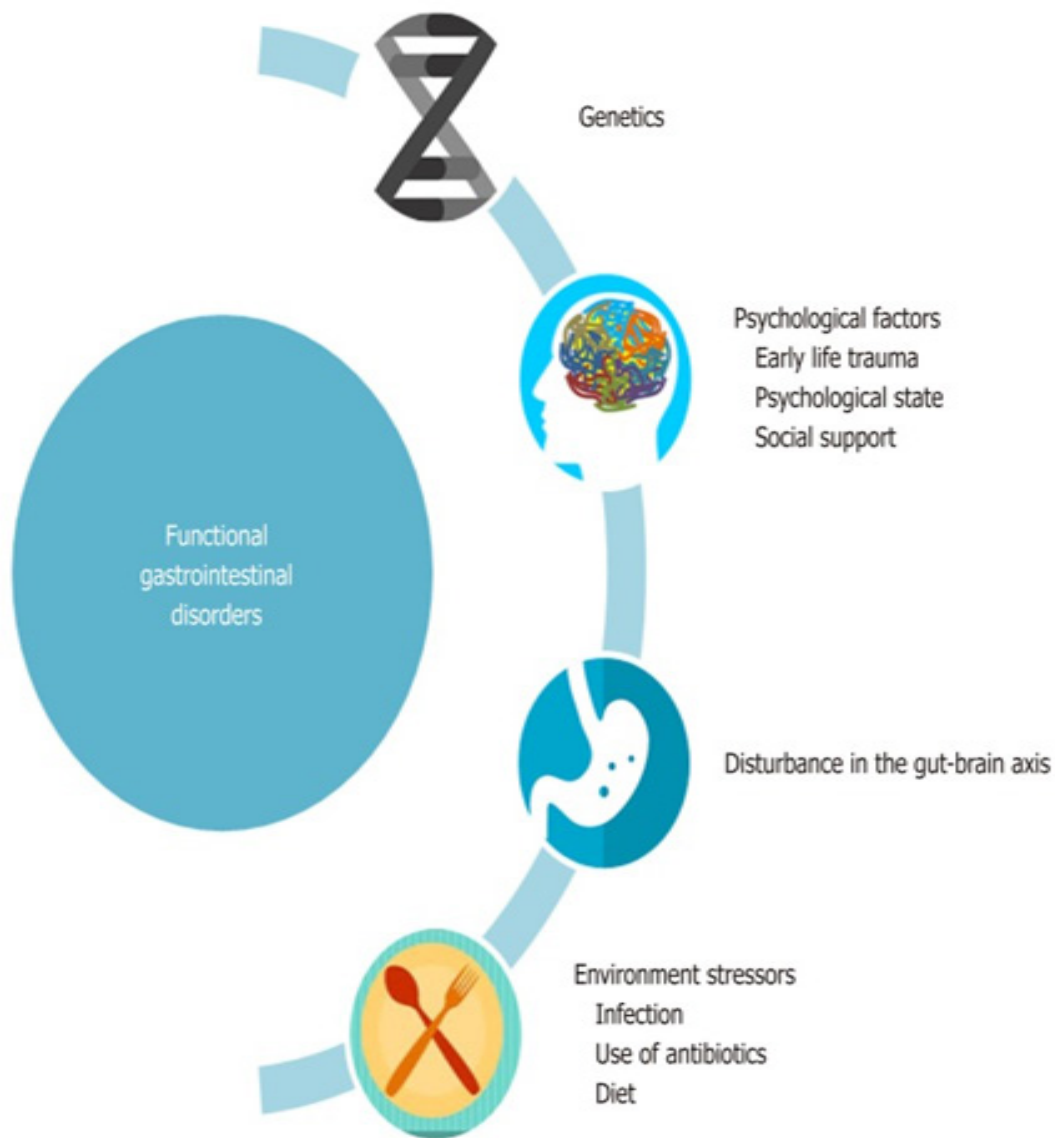 Genetics
Psychological factors
Early life trauma
Psychological state
Social support
Functional
gastrointestinal
disorders
Disturbance in the gut-brain axis
Environment stressors
Infection
Use of antibiotics
Diet